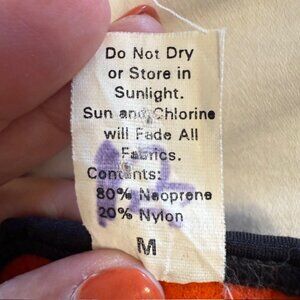 Do Not Dry
or Store in
Sunlight.
Sun and Chlorine
will Fade All
Fabrics.
Contents:
80% Neoprene
20% Nylon
M